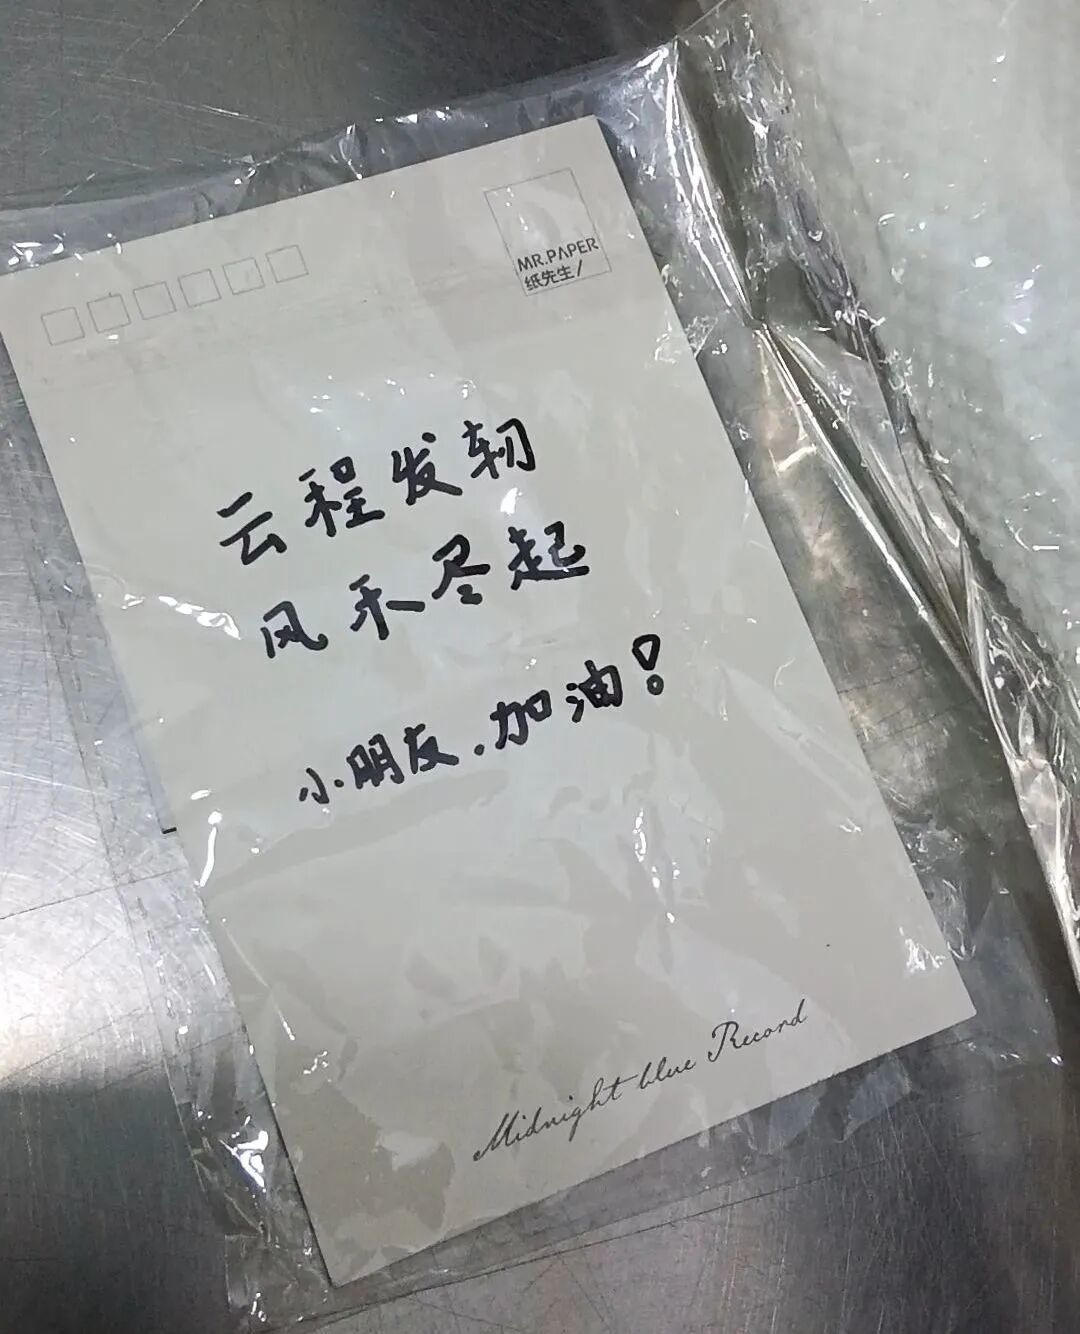 MR.PAPER
纸先生/
云程发轫
风禾尽起
小朋友.加油!
Midnight blue Record